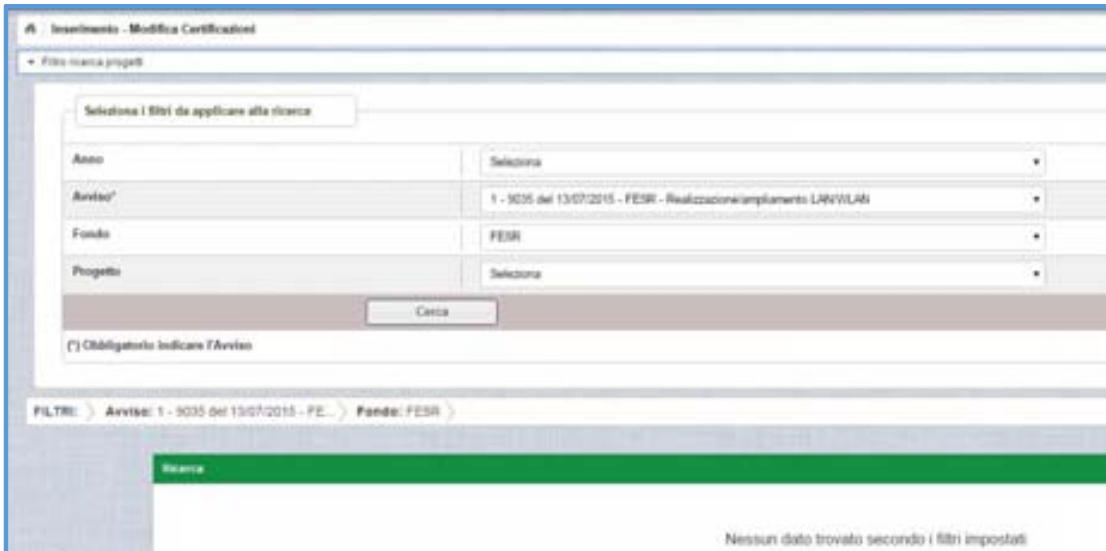 Inserimento - Modifica Certificazioni
Filtro ricerca progetti
Seleziona i filtri da applicare alla ricerca
Anno Seleziona
Avviso* 1 - 9035 del 13/07/2015 - FESR - Realizzazione/ampliamento LAN/WLAN
Fondo FESR
Progetto Seleziona
Cerca
(*) Obbligatorio indicare l'Avviso
FILTRI: Avviso: 1 - 9035 del 13/07/2015 - FE... Fondo: FESR
Ricerca
Nessun dato trovato secondo i filtri impostati